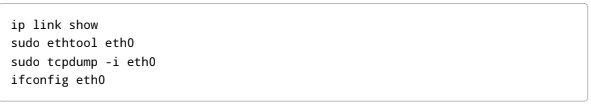 ip link show
sudo ethtool eth0
sudo tcpdump -i eth0
ifconfig eth0